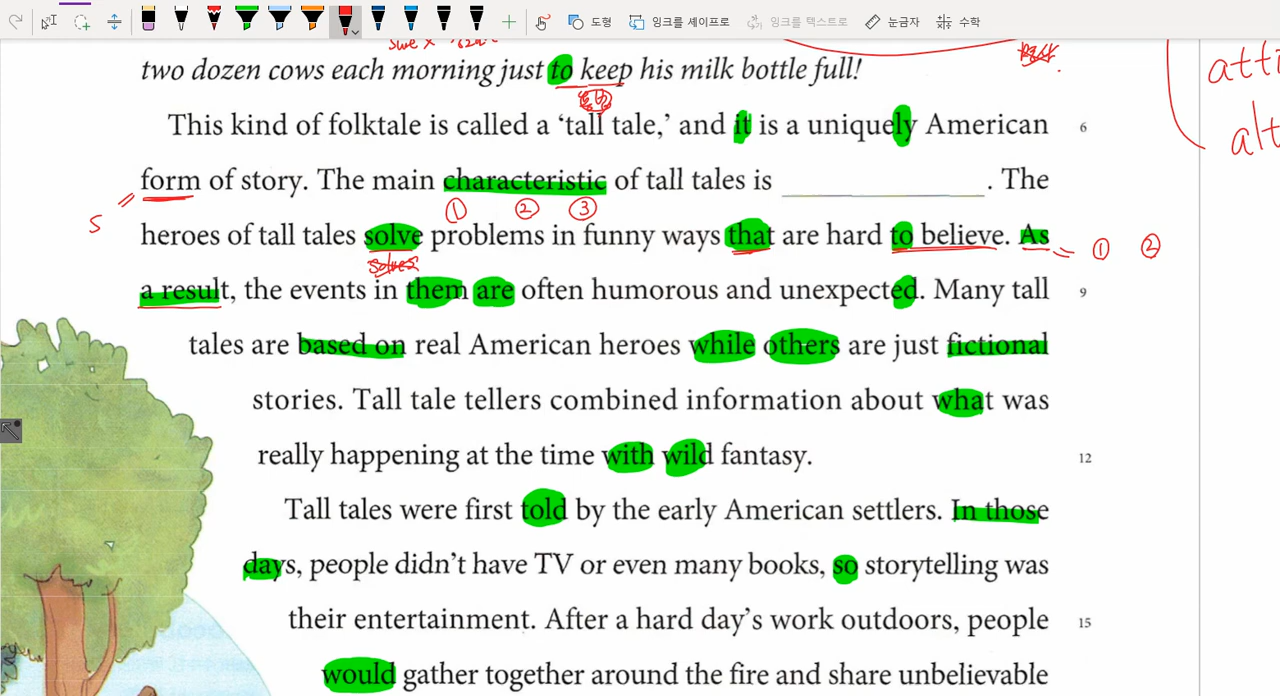 도형 잉크를 셰이프로 잉크를 텍스트로 눈금자 수학
two dozen cows each morning just to keep his milk bottle full!
This kind of folktale is called a ‘tall tale,’ and it is a uniquely American 6
form of story. The main characteristic of tall tales is ____________. The
S ① ② ③
heroes of tall tales solve problems in funny ways that are hard to believe. As ① ②
solves
a result, the events in them are often humorous and unexpected. Many tall 9
tales are based on real American heroes while others are just fictional
stories. Tall tale tellers combined information about what was
really happening at the time with wild fantasy. 12
Tall tales were first told by the early American settlers. In those
days, people didn’t have TV or even many books, so storytelling was
their entertainment. After a hard day’s work outdoors, people 15
would gather together around the fire and share unbelievable
atti
alt